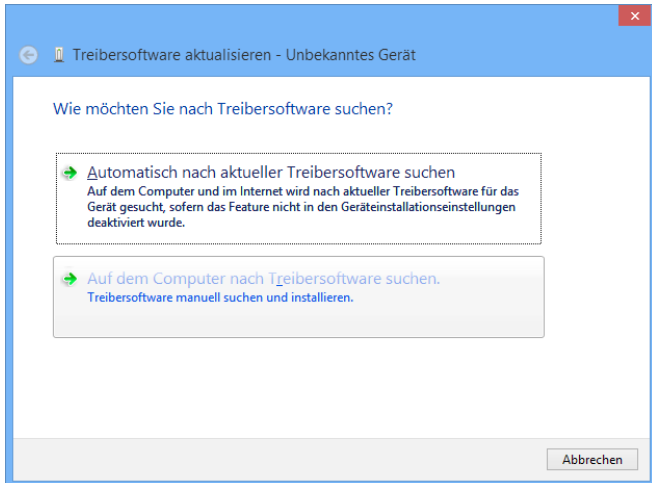 Treibersoftware aktualisieren - Unbekanntes Gerät
Wie möchten Sie nach Treibersoftware suchen?
Automatisch nach aktueller Treibersoftware suchen
Auf dem Computer und im Internet wird nach aktueller Treibersoftware für das
Gerät gesucht, sofern das Feature nicht in den Geräteinstallationseinstellungen
deaktiviert wurde.
Auf dem Computer nach Treibersoftware suchen.
Treibersoftware manuell suchen und installieren.
Abbrechen